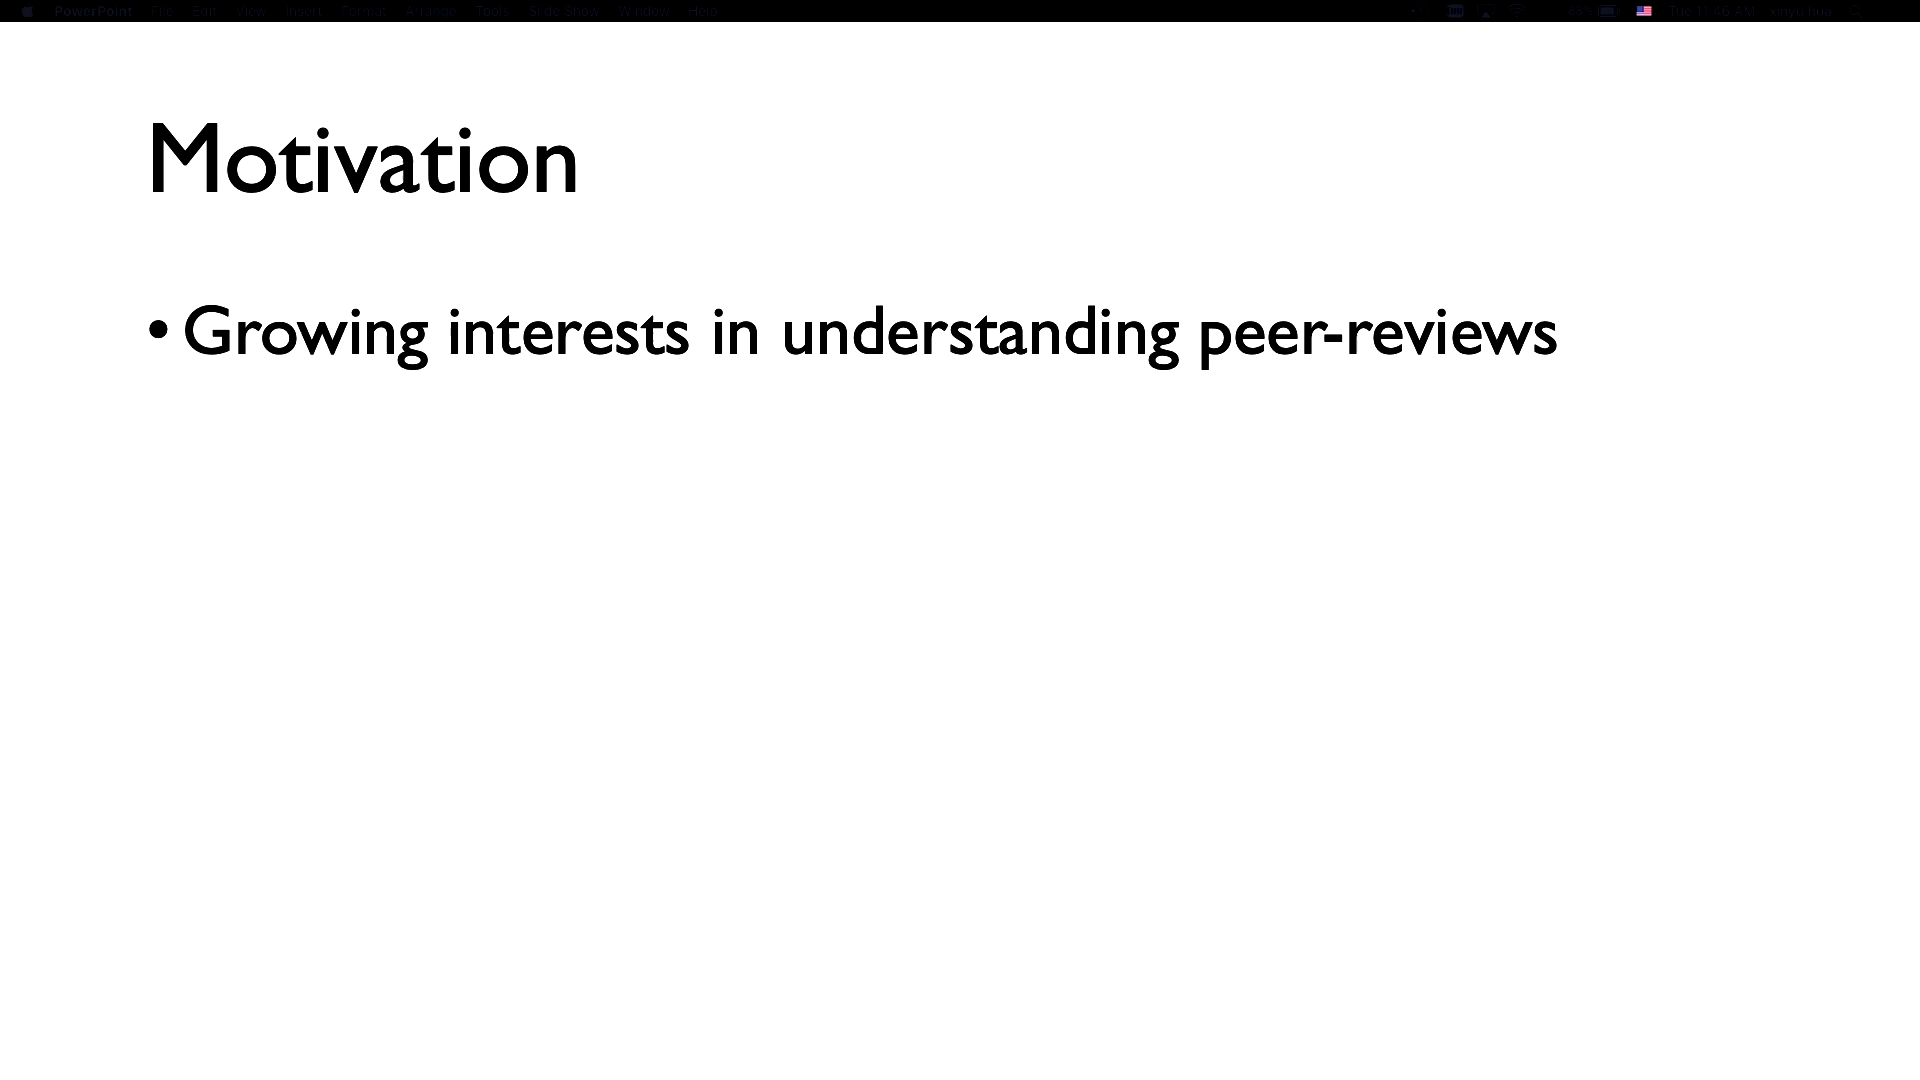 PowerPoint File Edit View Insert Format Arrange Tools Slide Show Window Help
Motivation
• Growing interests in understanding peer-reviews